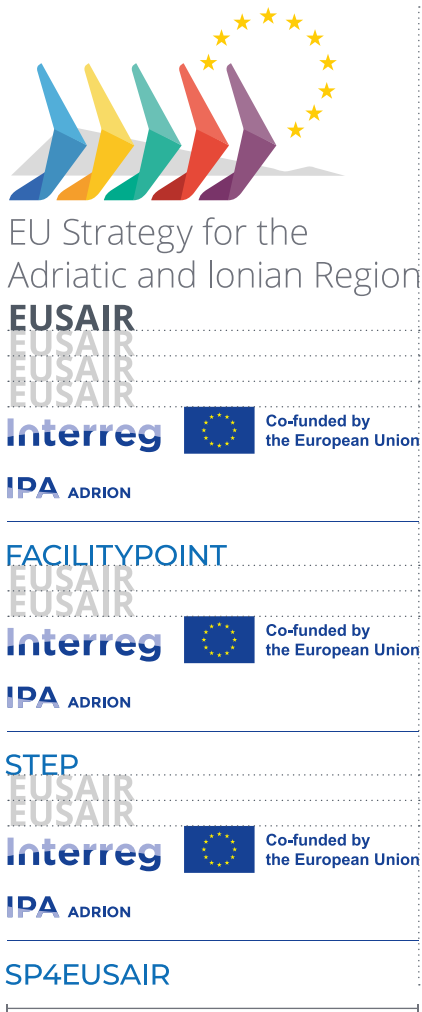 EU Strategy for the
Adriatic and Ionian Region
EUSAIR
EUSAIR
EUSAIR
EUSAIR
Interreg
Co-funded by
the European Union
IPA ADRION
FACILITYPOINT
EUSAIR
EUSAIR
Interreg
Co-funded by
the European Union
IPA ADRION
STEP
EUSAIR
EUSAIR
Interreg
Co-funded by
the European Union
IPA ADRION
SP4EUSAIR